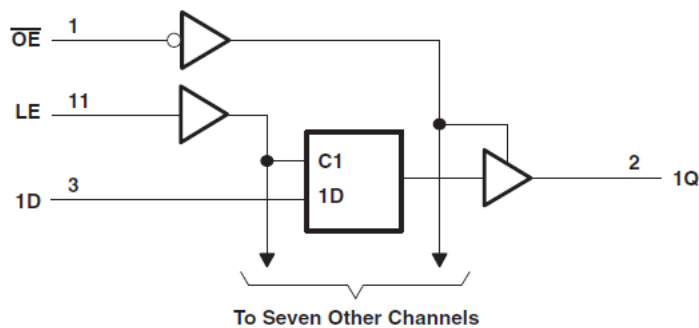 OE 1
LE 11
C1
1D 3 1D
2 1Q
To Seven Other Channels